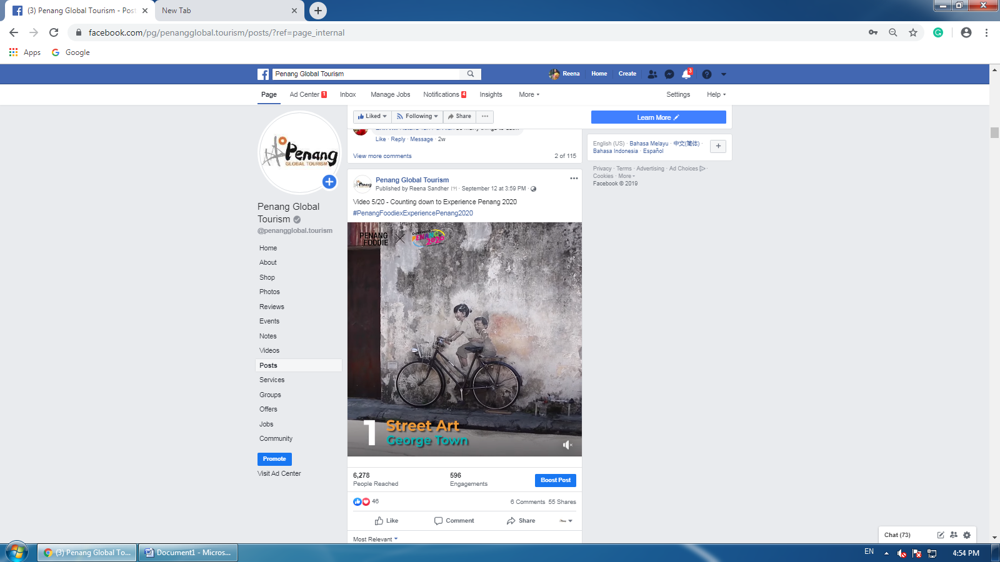 (3) Penang Global Tourism - Post
New Tab
facebook.com/pg/penangglobal.tourism/posts/?ref=page_internal
Apps
Google
Penang Global Tourism
Reena
Home
Create
3
Page
Ad Center 1
Inbox
Manage Jobs
Notifications 4
Insights
More
Settings
Help
Penang
GLOBAL TOURISM
Penang Global
Tourism
@penangglobal.tourism
Home
About
Shop
Photos
Reviews
Events
Notes
Videos
Posts
Services
Groups
Offers
Jobs
Community
Promote
Visit Ad Center
Liked
Following
Share
Learn More
Like · Reply · Message · 2w
View more comments
2 of 115
Penang Global Tourism
Published by Reena Sandher [?] · September 12 at 3:59 PM ·
Video 5/20 - Counting down to Experience Penang 2020
#PenangFoodiexExperiencePenang2020
PENANG
FOODIE
Experience
PENANG
2020
1
Street Art
George Town
6,278
People Reached
596
Engagements
Boost Post
46
6 Comments 55 Shares
Like
Comment
Share
Most Relevant
English (US) · Bahasa Melayu · 中文(简体) ·
Bahasa Indonesia · Español
Privacy · Terms · Advertising · Ad Choices ·
Cookies · More
Facebook © 2019
Chat (73)
(3) Penang Global To...
Document1 - Micros...
EN
4:54 PM